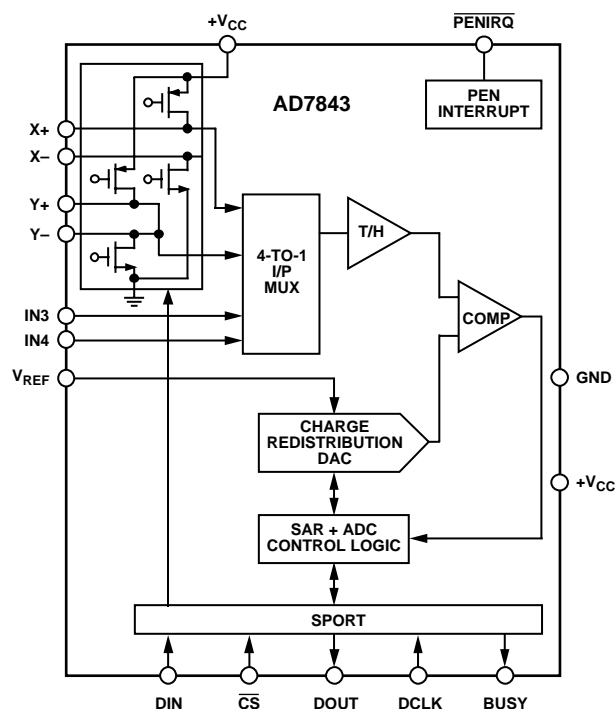 +VCC
PENIRQ
AD7843
PEN
INTERRUPT
X+
X–
Y+
Y–
IN3
IN4
VREF
4-TO-1
I/P
MUX
T/H
COMP
GND
+VCC
CHARGE
REDISTRIBUTION
DAC
SAR + ADC
CONTROL LOGIC
SPORT
DIN
CS
DOUT
DCLK
BUSY